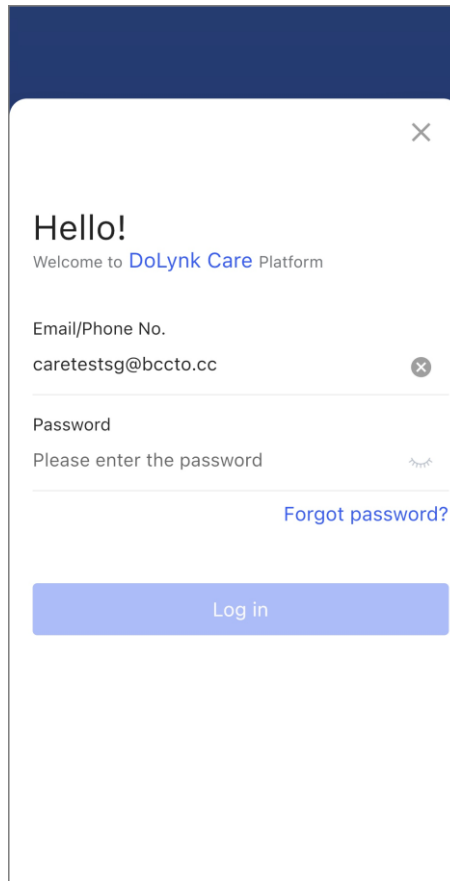 Hello!
Welcome to DoLynk Care Platform
Email/Phone No.
caretestsg@bccto.cc
Password
Please enter the password
Forgot password?
Log in